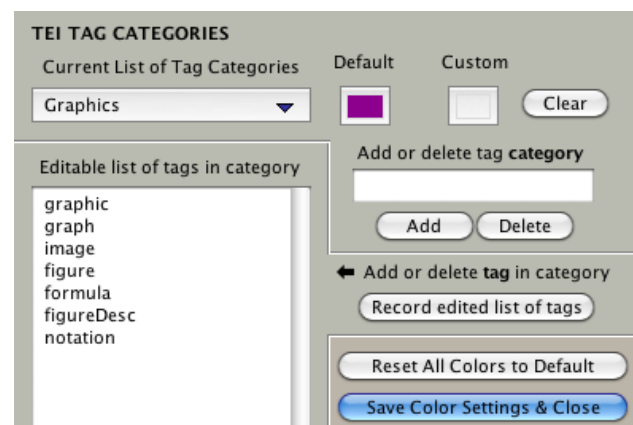 TEI TAG CATEGORIES
Current List of Tag Categories
Default
Custom
Graphics
Clear
Editable list of tags in category
graphic
graph
image
figure
formula
figureDesc
notation
Add or delete tag category
Add
Delete
Add or delete tag in category
Record edited list of tags
Reset All Colors to Default
Save Color Settings & Close